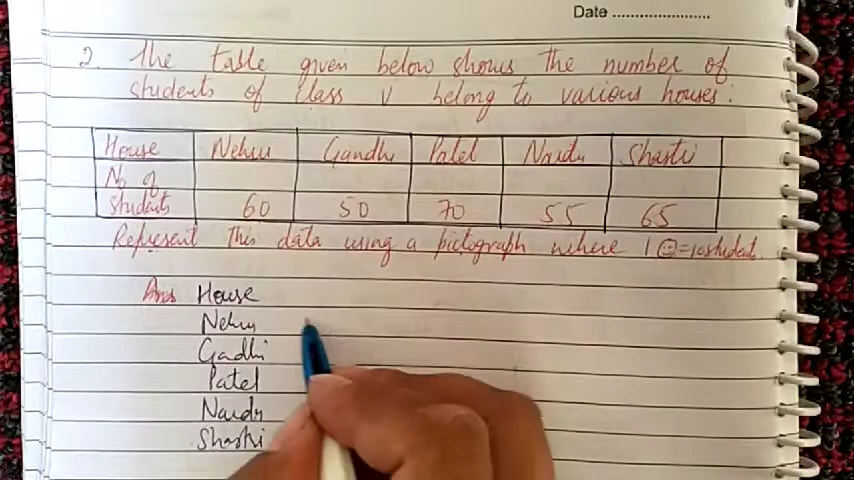 Date ......................
2. The table given below shows the number of
students of class V belong to various houses:
House Nehru Gandhi Patel Naidu Shastri
No of
students 60 50 70 55 65
Represent this data using a pictograph where 1 ☺=10student.
Ans House
Nehru
Gadhi
Patel
Naidu
Shastri